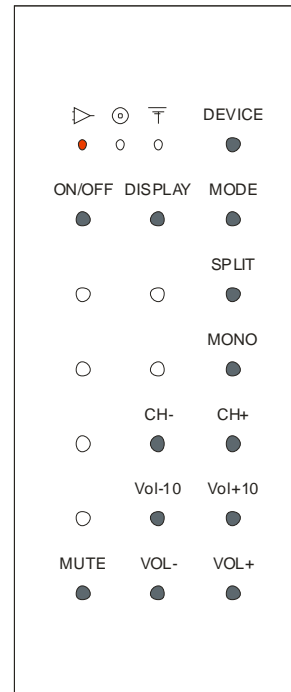 DEVICE
ON/OFF DISPLAY MODE
SPLIT
MONO
CH- CH+
Vol-10 Vol+10
MUTE VOL- VOL+